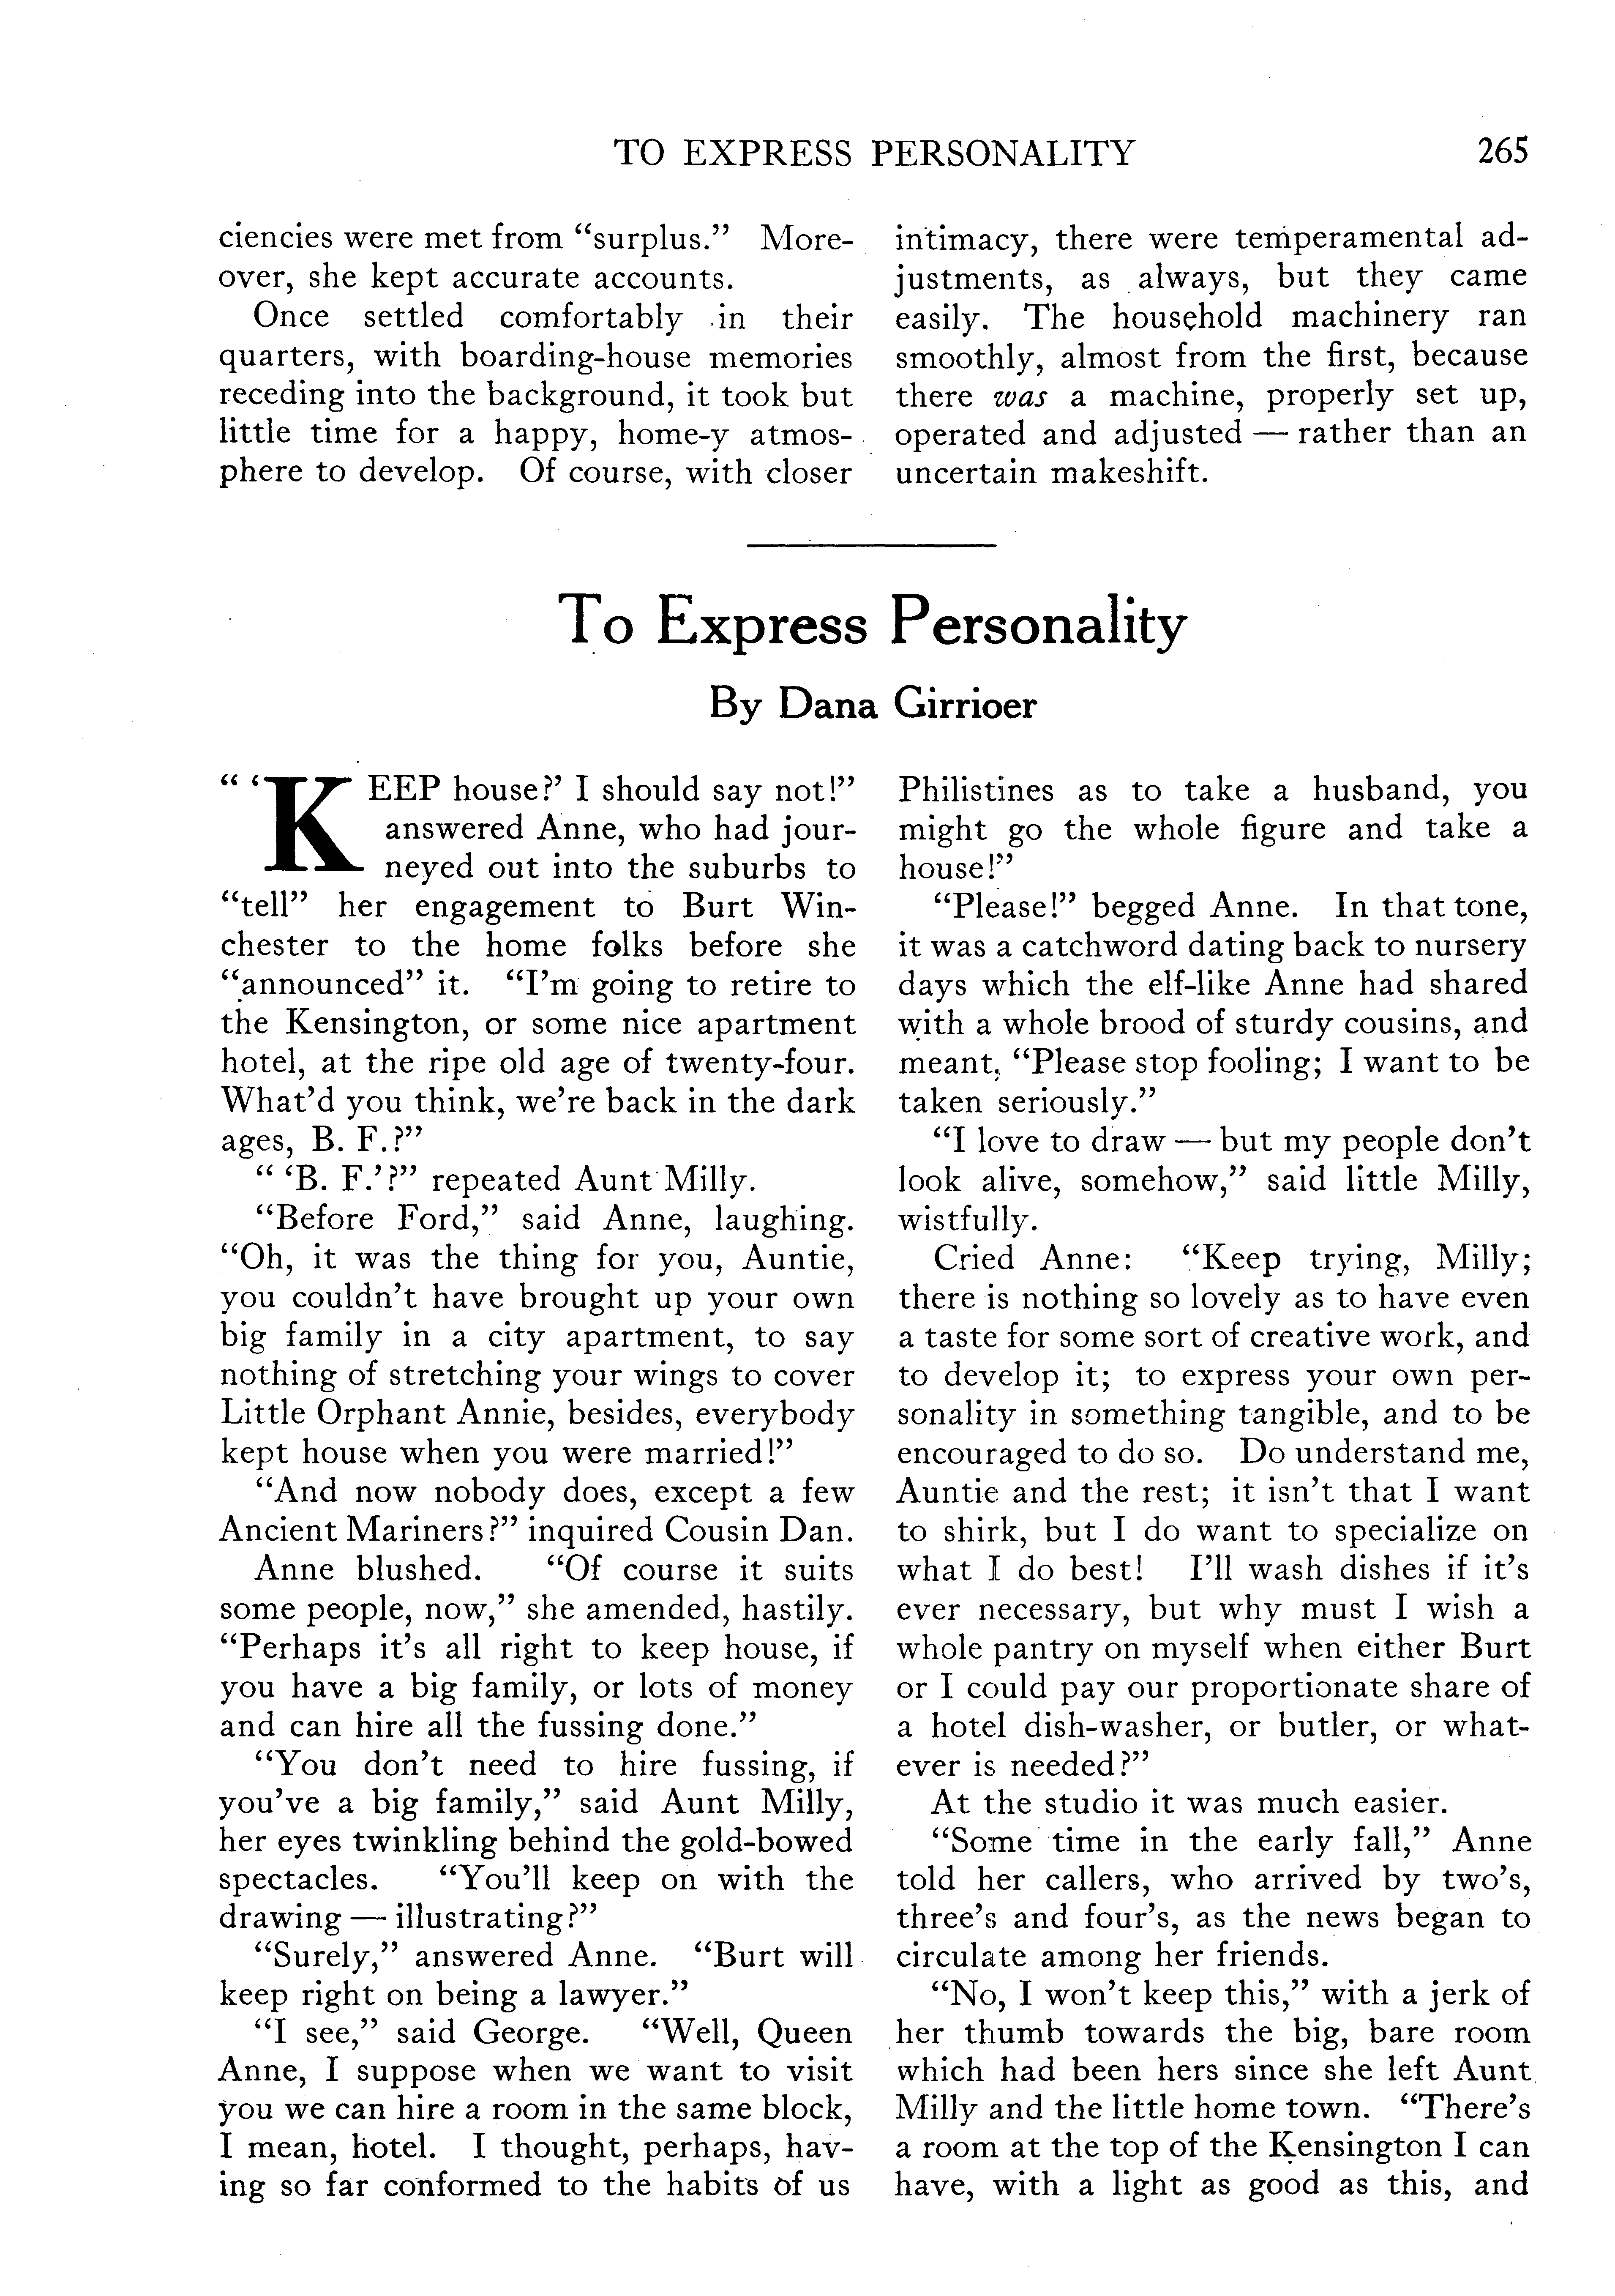 TO EXPRESS PERSONALITY 265
ciencies were met from “surplus.” More-
over, she kept accurate accounts.
Once settled comfortably in their
quarters, with boarding-house memories
receding into the background, it took but
little time for a happy, home-y atmos-
phere to develop. Of course, with closer
intimacy, there were temperamental ad-
justments, as always, but they came
easily. The household machinery ran
smoothly, almost from the first, because
there was a machine, properly set up,
operated and adjusted — rather than an
uncertain makeshift.
To Express Personality
By Dana Girrioer
“ ‘KEEP house?’ I should say not!”
answered Anne, who had jour-
neyed out into the suburbs to
“tell” her engagement to Burt Win-
chester to the home folks before she
“announced” it. “I’m going to retire to
the Kensington, or some nice apartment
hotel, at the ripe old age of twenty-four.
What’d you think, we’re back in the dark
ages, B. F.?”
“ ‘B. F.’?” repeated Aunt Milly.
“Before Ford,” said Anne, laughing.
“Oh, it was the thing for you, Auntie,
you couldn’t have brought up your own
big family in a city apartment, to say
nothing of stretching your wings to cover
Little Orphant Annie, besides, everybody
kept house when you were married!”
“And now nobody does, except a few
Ancient Mariners?” inquired Cousin Dan.
Anne blushed. “Of course it suits
some people, now,” she amended, hastily.
“Perhaps it’s all right to keep house, if
you have a big family, or lots of money
and can hire all the fussing done.”
“You don’t need to hire fussing, if
you’ve a big family,” said Aunt Milly,
her eyes twinkling behind the gold-bowed
spectacles. “You’ll keep on with the
drawing — illustrating?”
“Surely,” answered Anne. “Burt will
keep right on being a lawyer.”
“I see,” said George. “Well, Queen
Anne, I suppose when we want to visit
you we can hire a room in the same block,
I mean, hotel. I thought, perhaps, hav-
ing so far conformed to the habits of us
Philistines as to take a husband, you
might go the whole figure and take a
house!”
“Please!” begged Anne. In that tone,
it was a catchword dating back to nursery
days which the elf-like Anne had shared
with a whole brood of sturdy cousins, and
meant, “Please stop fooling; I want to be
taken seriously.”
“I love to draw — but my people don’t
look alive, somehow,” said little Milly,
wistfully.
Cried Anne: “Keep trying, Milly;
there is nothing so lovely as to have even
a taste for some sort of creative work, and
to develop it; to express your own per-
sonality in something tangible, and to be
encouraged to do so. Do understand me,
Auntie and the rest; it isn’t that I want
to shirk, but I do want to specialize on
what I do best! I’ll wash dishes if it’s
ever necessary, but why must I wish a
whole pantry on myself when either Burt
or I could pay our proportionate share of
a hotel dish-washer, or butler, or what-
ever is needed?”
At the studio it was much easier.
“Some time in the early fall,” Anne
told her callers, who arrived by two’s,
three’s and four’s, as the news began to
circulate among her friends.
“No, I won’t keep this,” with a jerk of
her thumb towards the big, bare room
which had been hers since she left Aunt
Milly and the little home town. “There’s
a room at the top of the Kensington I can
have, with a light as good as this, and